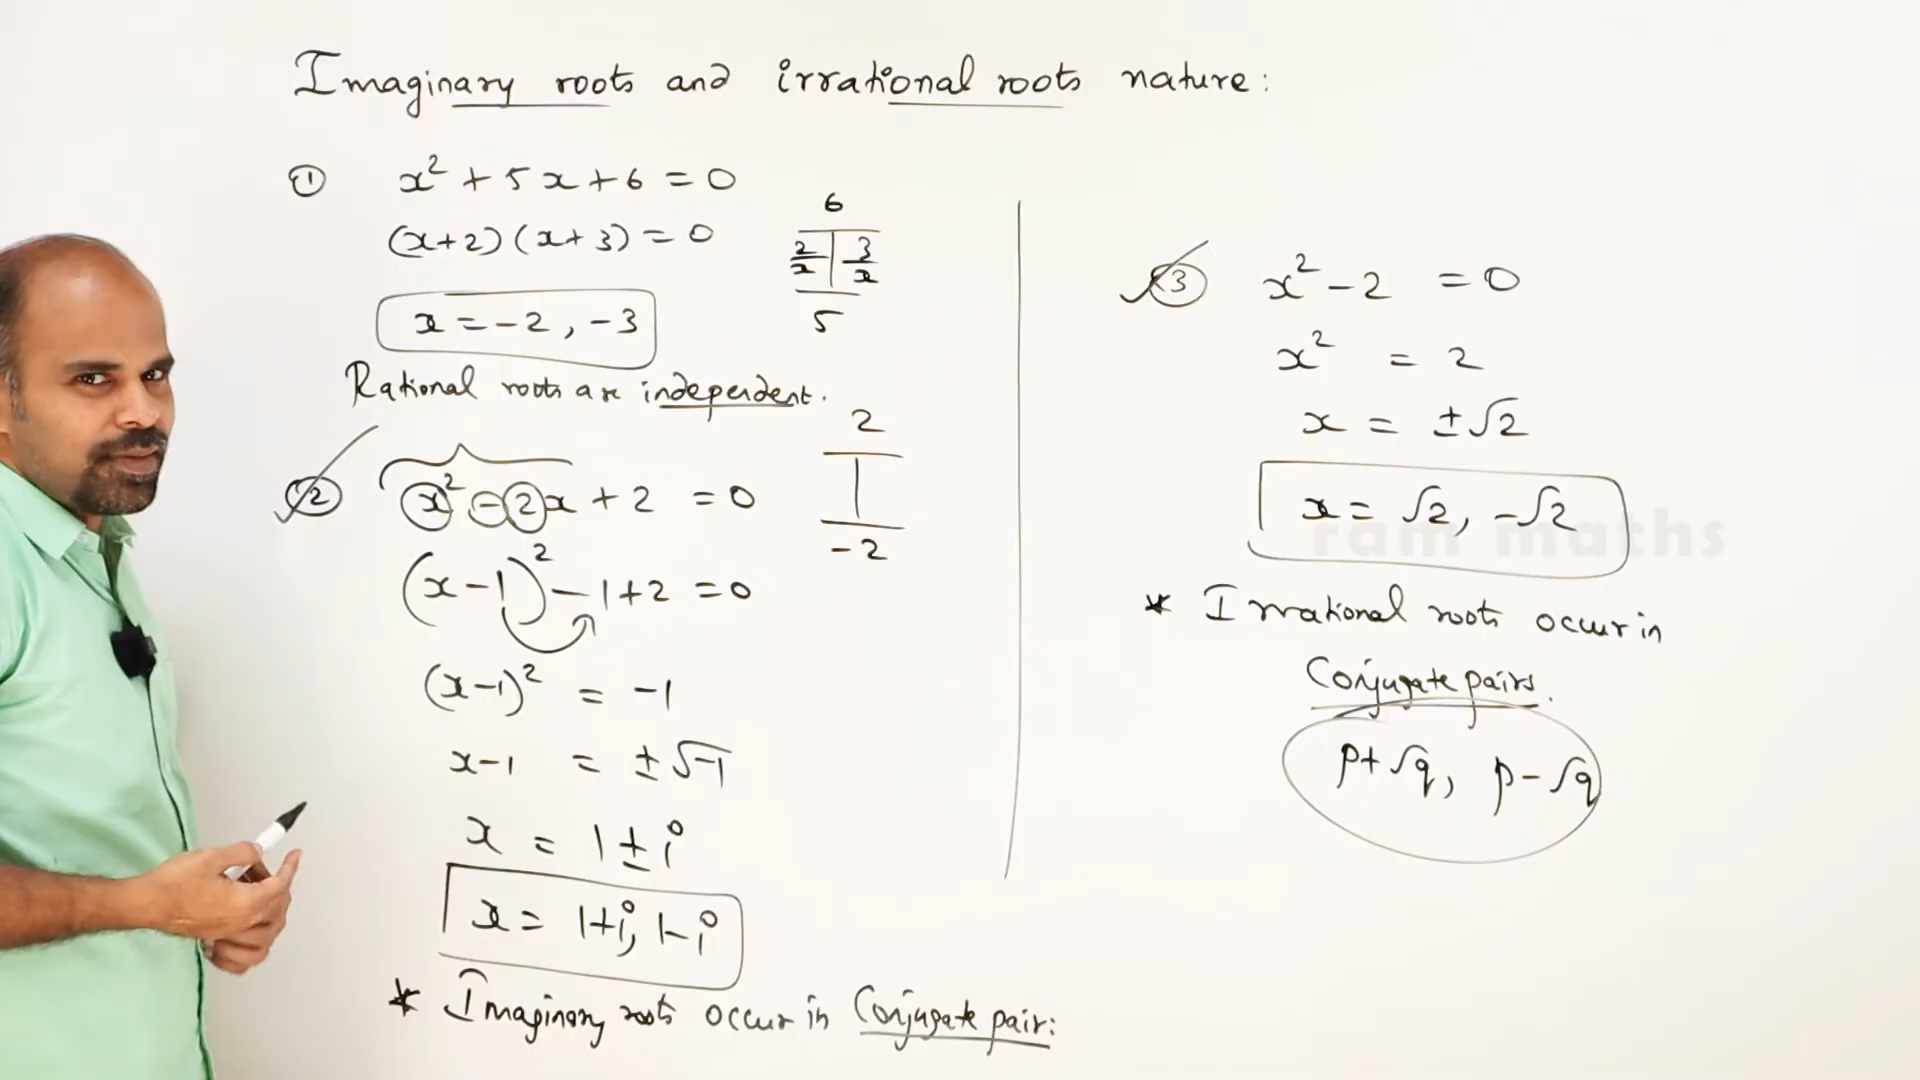 Imaginary roots and irrational roots nature:
① x² + 5x + 6 = 0
(x+2)(x+3) = 0
x = -2, -3
6
2/x | 3/x
5
Rational roots are independent.
② x² - 2x + 2 = 0
2
-2
(x-1)² - 1 + 2 = 0
(x-1)² = -1
x-1 = ±√-1
x = 1 ± i
x = 1+i, 1-i
* Imaginary roots occur in Conjugate pair:
③ x² - 2 = 0
x² = 2
x = ±√2
x = √2, -√2
ram maths
* Irrational roots occur in
Conjugate pairs.
p+√q, p-√q